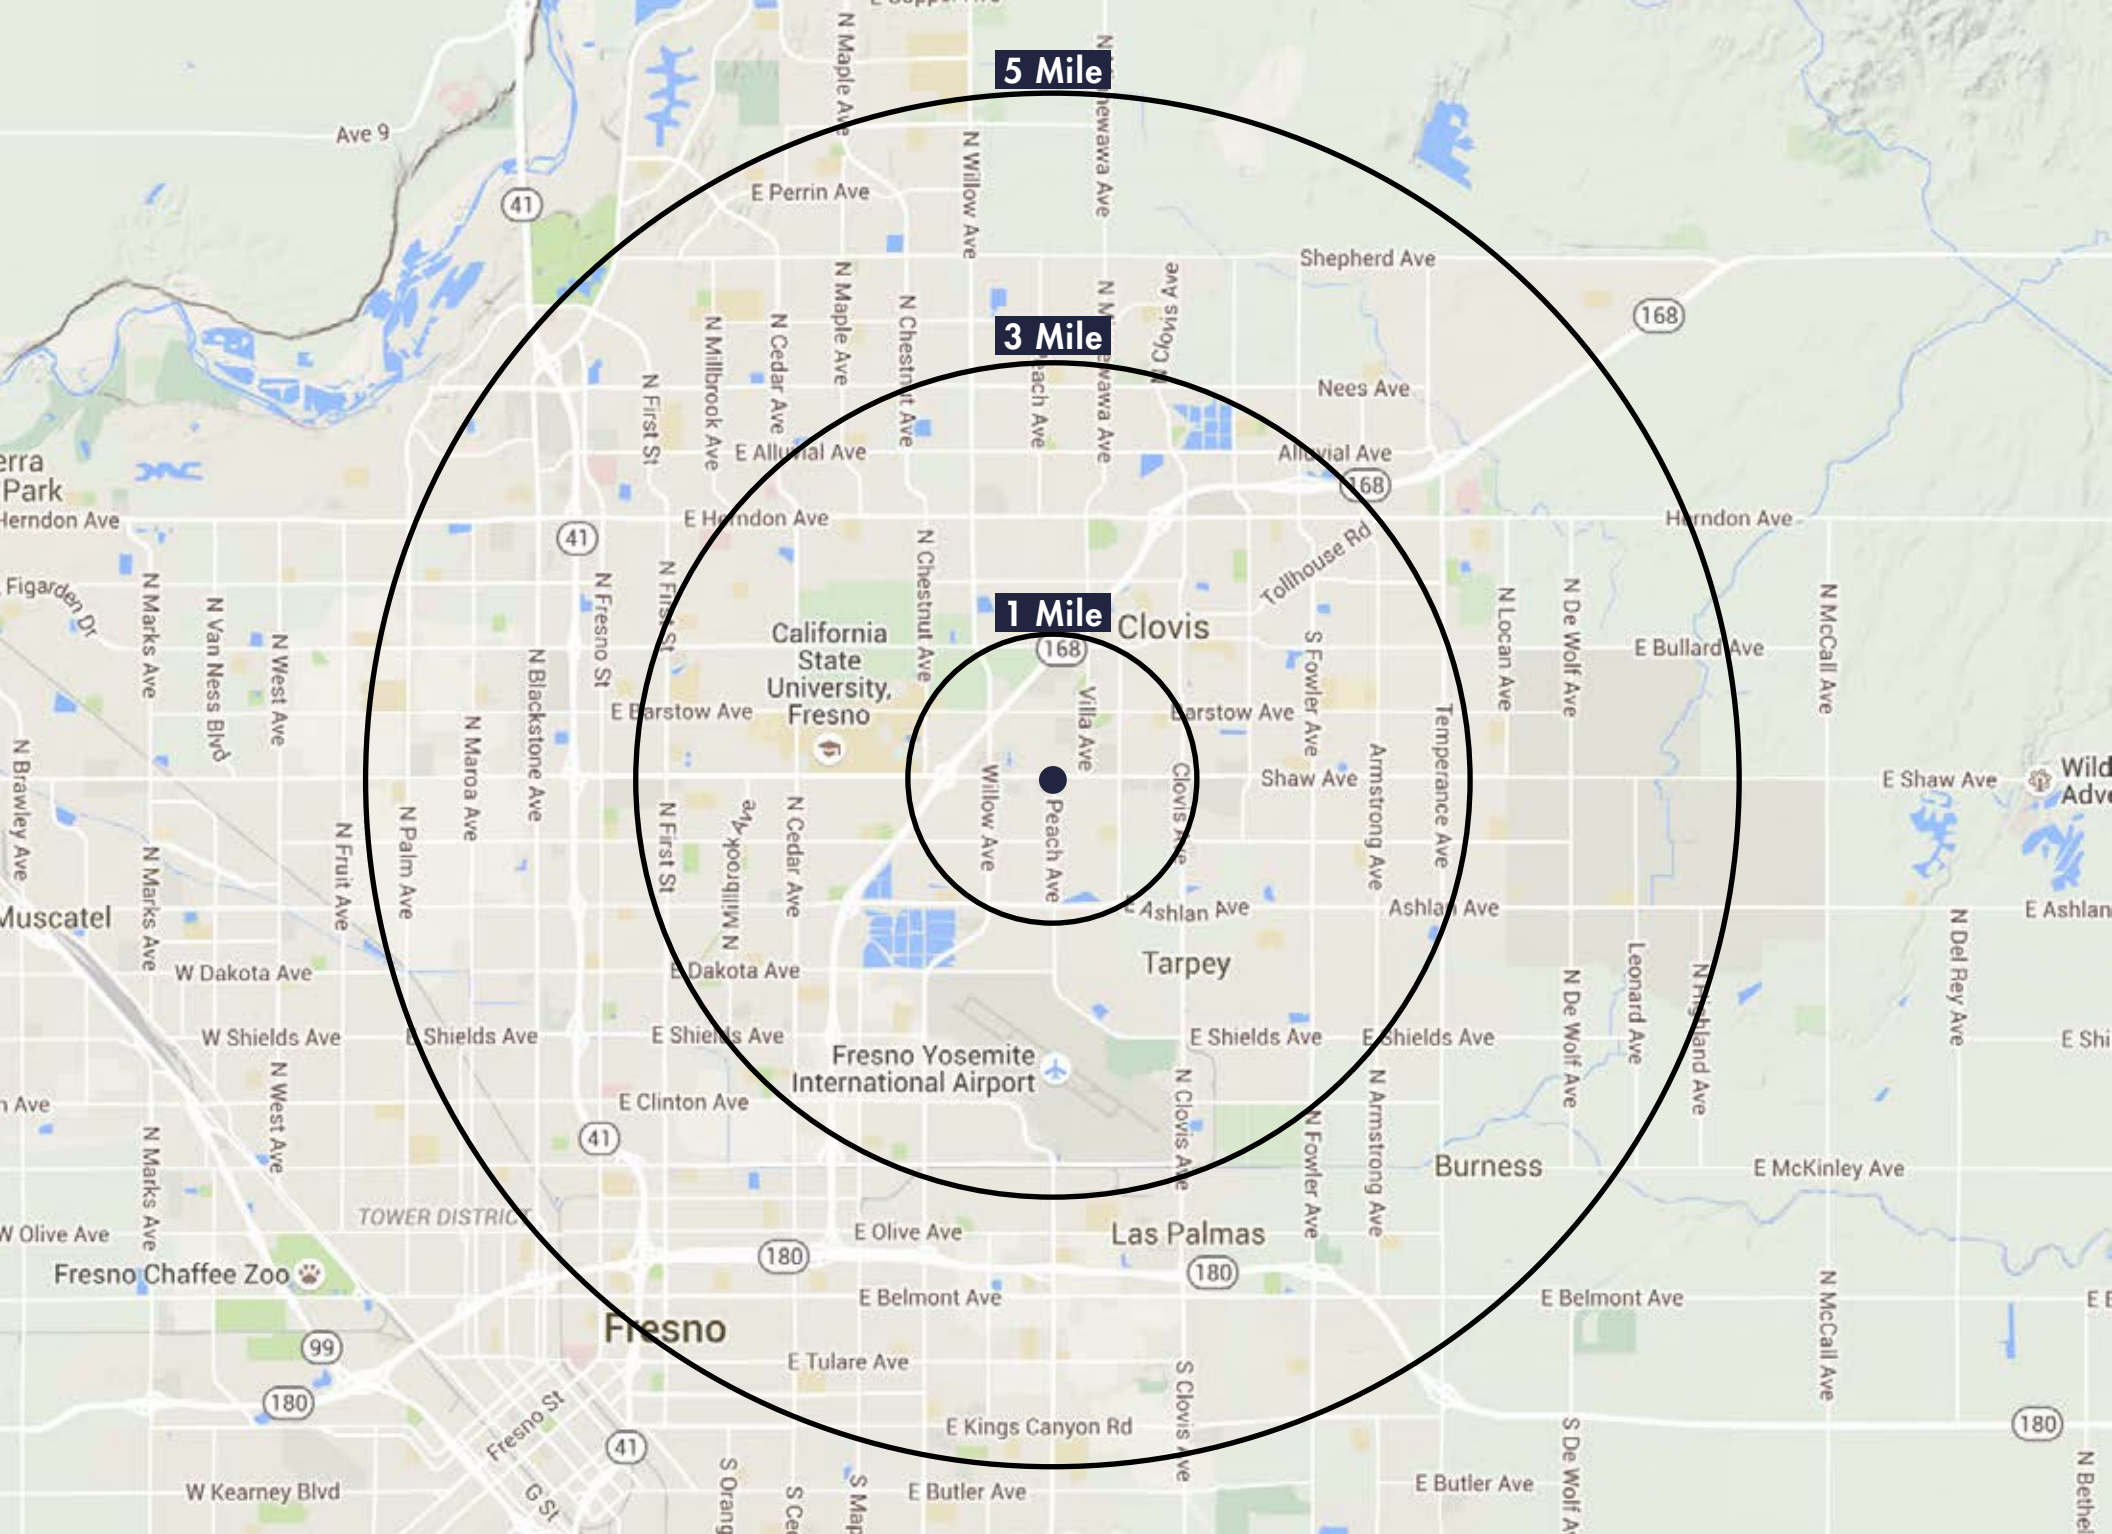 5 Mile
N Maple Ave
Ave 9
N Willow Ave
E Perrin Ave
41
Shepherd Ave
N Maple Ave
N Clovis Ave
N Chestnut Ave
168
N Millbrook Ave
N Cedar Ave
3 Mile
N First St
Nees Ave
E Alluvial Ave
Alluvial Ave
Park
168
Herndon Ave
E Herndon Ave
Herndon Ave
41
Tollhouse Rd
N Chestnut Ave
Figarden Dr
N Marks Ave
N Van Ness Blvd
N West Ave
N Fresno St
N First St
1 Mile
Clovis
California
State
University,
Fresno
168
S Fowler Ave
N Locan Ave
N De Wolf Ave
E Bullard Ave
N McCall Ave
N Blackstone Ave
E Barstow Ave
Villa Ave
Barstow Ave
Temperance Ave
N Maroa Ave
N Brawley Ave
Willow Ave
Clovis Ave
Shaw Ave
Armstrong Ave
E Shaw Ave
Wild
N Fruit Ave
N Palm Ave
N First St
N Millbrook Ave
N Cedar Ave
Peach Ave
N Marks Ave
Muscatel
E Ashlan Ave
Ashlan Ave
E Ashlan
W Dakota Ave
E Dakota Ave
Tarpey
N De Wolf Ave
Leonard Ave
N Highland Ave
N Del Rey Ave
W Shields Ave
E Shields Ave
E Shields Ave
E Shields Ave
E Shields Ave
Fresno Yosemite
International Airport
N West Ave
E Clinton Ave
N Clovis Ave
N Fowler Ave
N Armstrong Ave
41
N Marks Ave
Burness
E McKinley Ave
TOWER DISTRICT
W Olive Ave
E Olive Ave
Las Palmas
180
180
Fresno Chaffee Zoo
E Belmont Ave
E Belmont Ave
N McCall Ave
Fresno
99
E Tulare Ave
S Clovis Ave
180
Fresno St
E Kings Canyon Rd
180
41
W Kearney Blvd
G St
E Butler Ave
E Butler Ave